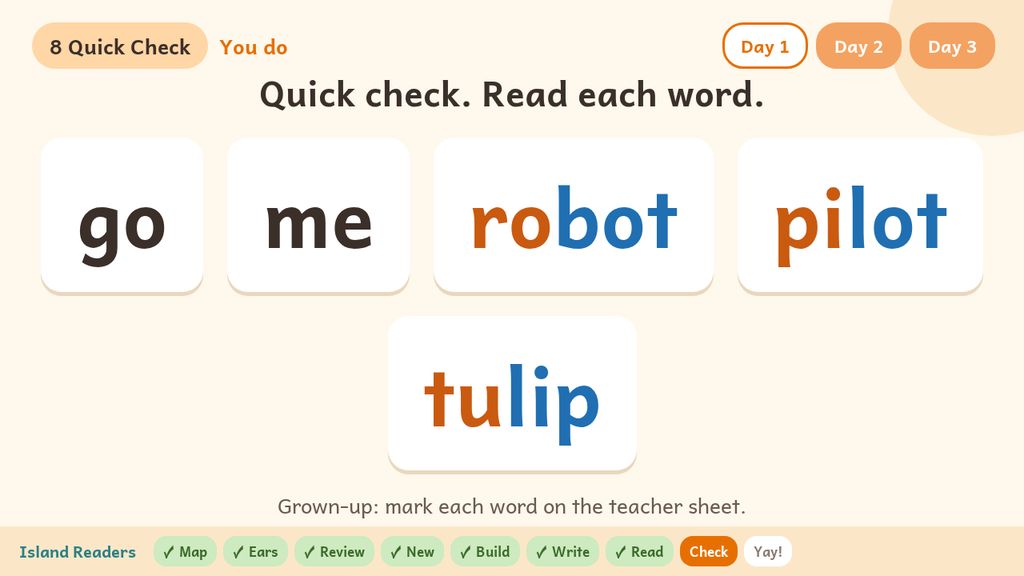 8 Quick Check You do Day 1 Day 2 Day 3
Quick check. Read each word.
go me robot pilot
tulip
Grown-up: mark each word on the teacher sheet.
Island Readers ✓ Map ✓ Ears ✓ Review ✓ New ✓ Build ✓ Write ✓ Read Check Yay!